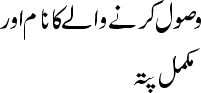 وصول کرنے والے کا نام اور
مکمل پتہ